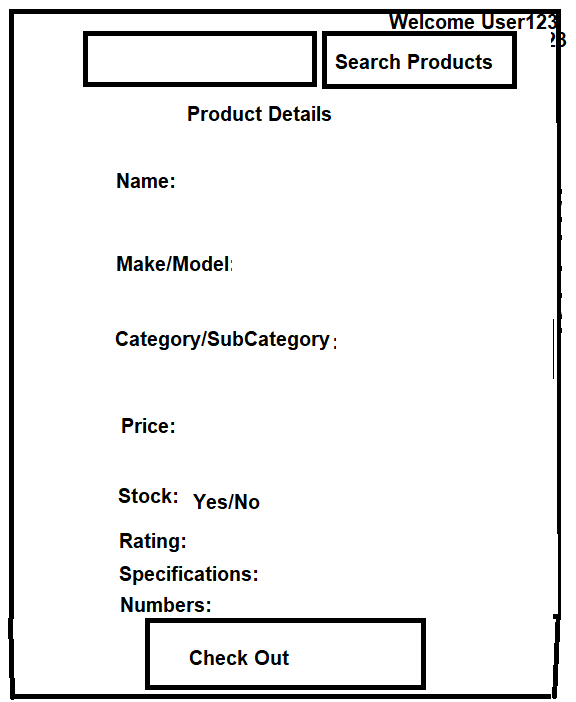 Welcome User123
23
Search Products
Product Details
Name:
Make/Model:
Category/SubCategory :
Price:
Stock: Yes/No
Rating:
Specifications:
Numbers:
Check Out